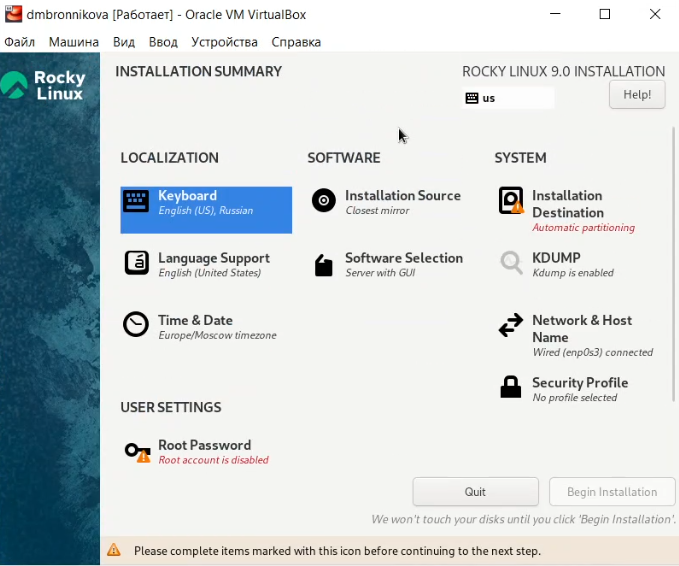 dmbronnikova [Работает] - Oracle VM VirtualBox
Файл Машина Вид Ввод Устройства Справка
Rocky
Linux
INSTALLATION SUMMARY
ROCKY LINUX 9.0 INSTALLATION
us
Help!
LOCALIZATION
Keyboard
English (US), Russian
Language Support
English (United States)
Time & Date
Europe/Moscow timezone
SOFTWARE
Installation Source
Closest mirror
Software Selection
Server with GUI
SYSTEM
Installation
Destination
Automatic partitioning
KDUMP
Kdump is enabled
Network & Host
Name
Wired (enp0s3) connected
Security Profile
No profile selected
USER SETTINGS
Root Password
Root account is disabled
Quit
Begin Installation
We won't touch your disks until you click 'Begin Installation'.
Please complete items marked with this icon before continuing to the next step.